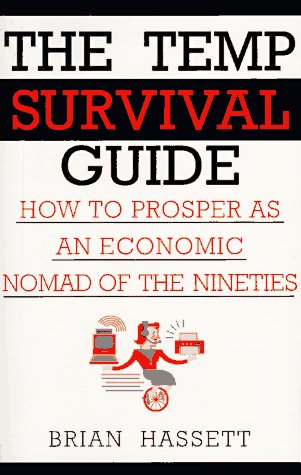 THE TEMP
SURVIVAL
GUIDE
HOW TO PROSPER AS
AN ECONOMIC
NOMAD OF THE NINETIES
BRIAN HASSETT